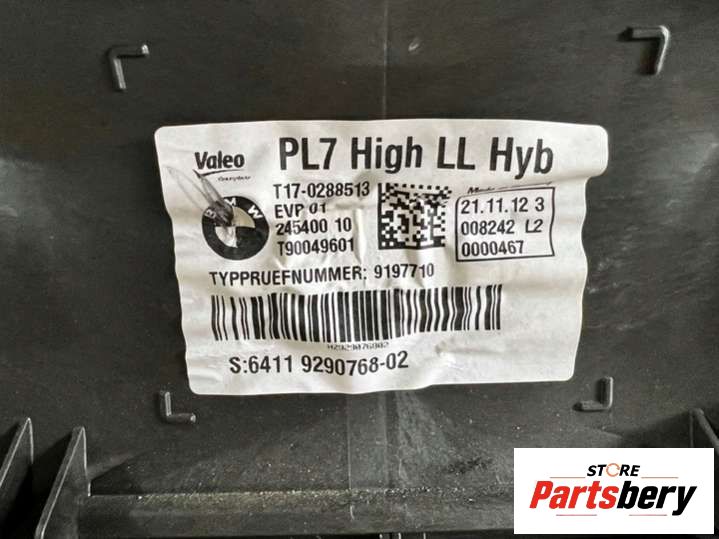 Valeo
PL7 High LL Hyb
T17-0288513
EVP 01
245400 10
T90049601
BMW
21.11.12 3
008242 L2
0000467
TYPPRUEFNUMMER: 9197710
S:6411 9290768-02
STORE
Partsbery